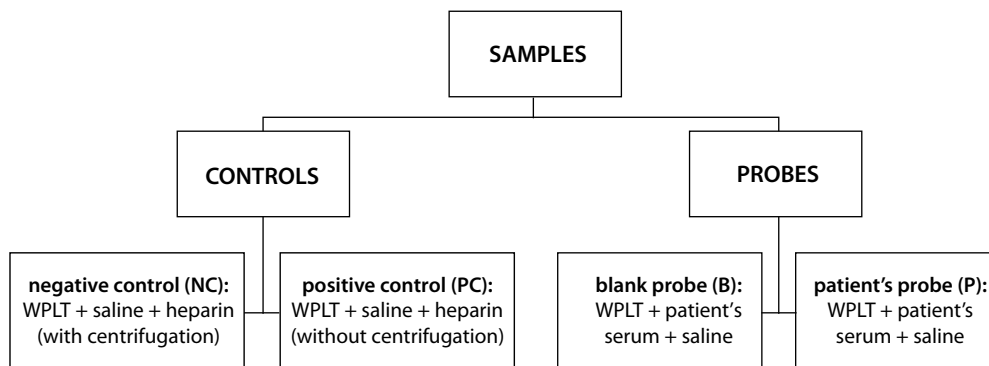 SAMPLES
CONTROLS
PROBES
negative control (NC):
WPLT + saline + heparin
(with centrifugation)
positive control (PC):
WPLT + saline + heparin
(without centrifugation)
blank probe (B):
WPLT + patient's
serum + saline
patient's probe (P):
WPLT + patient's
serum + saline